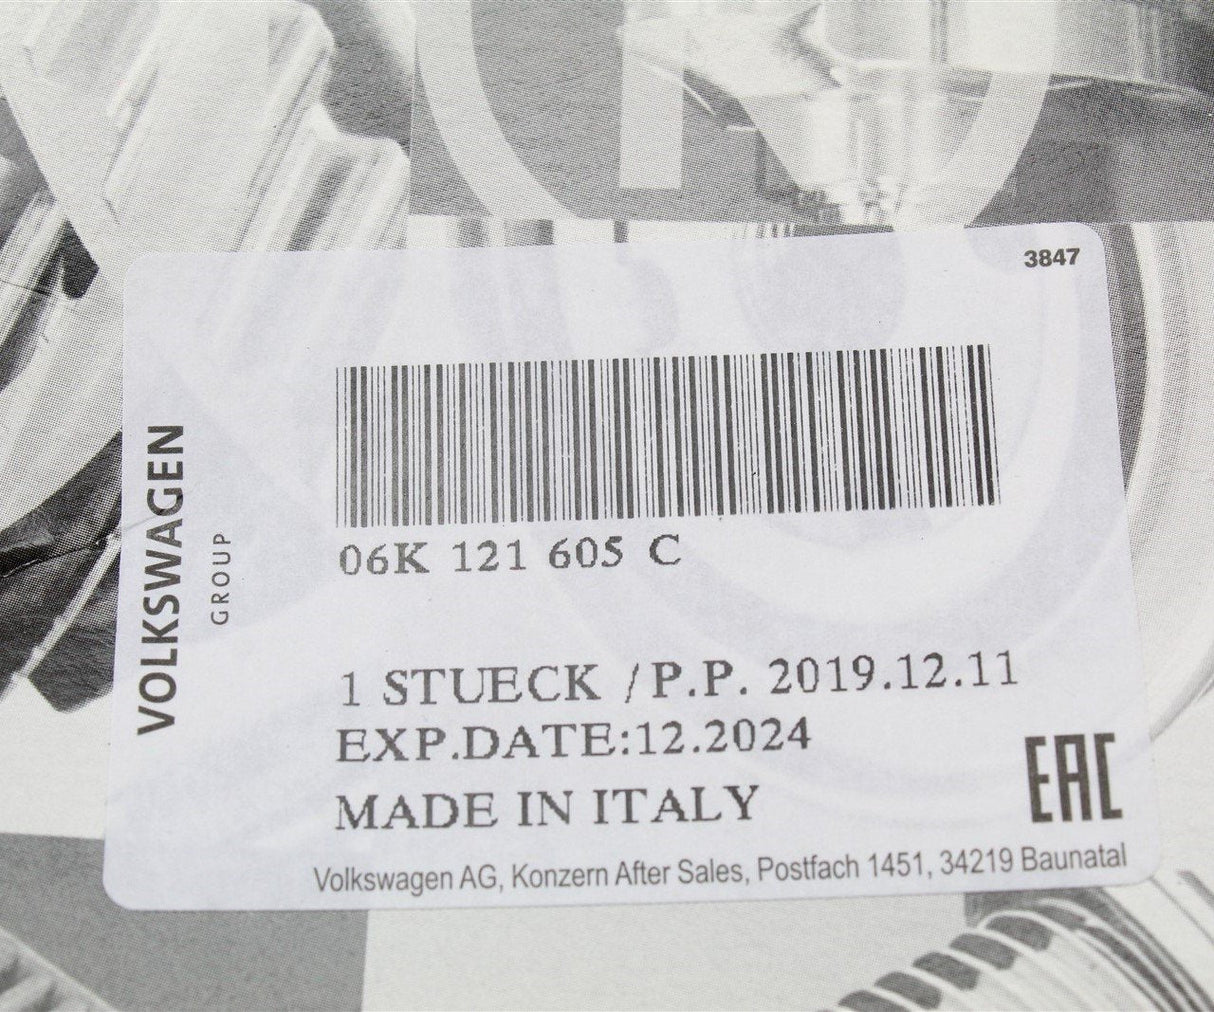 3847
VOLKSWAGEN
GROUP
06K 121 605 C
1 STUECK /P.P. 2019.12.11
EXP.DATE:12.2024
MADE IN ITALY
EAC
Volkswagen AG, Konzern After Sales, Postfach 1451, 34219 Baunatal